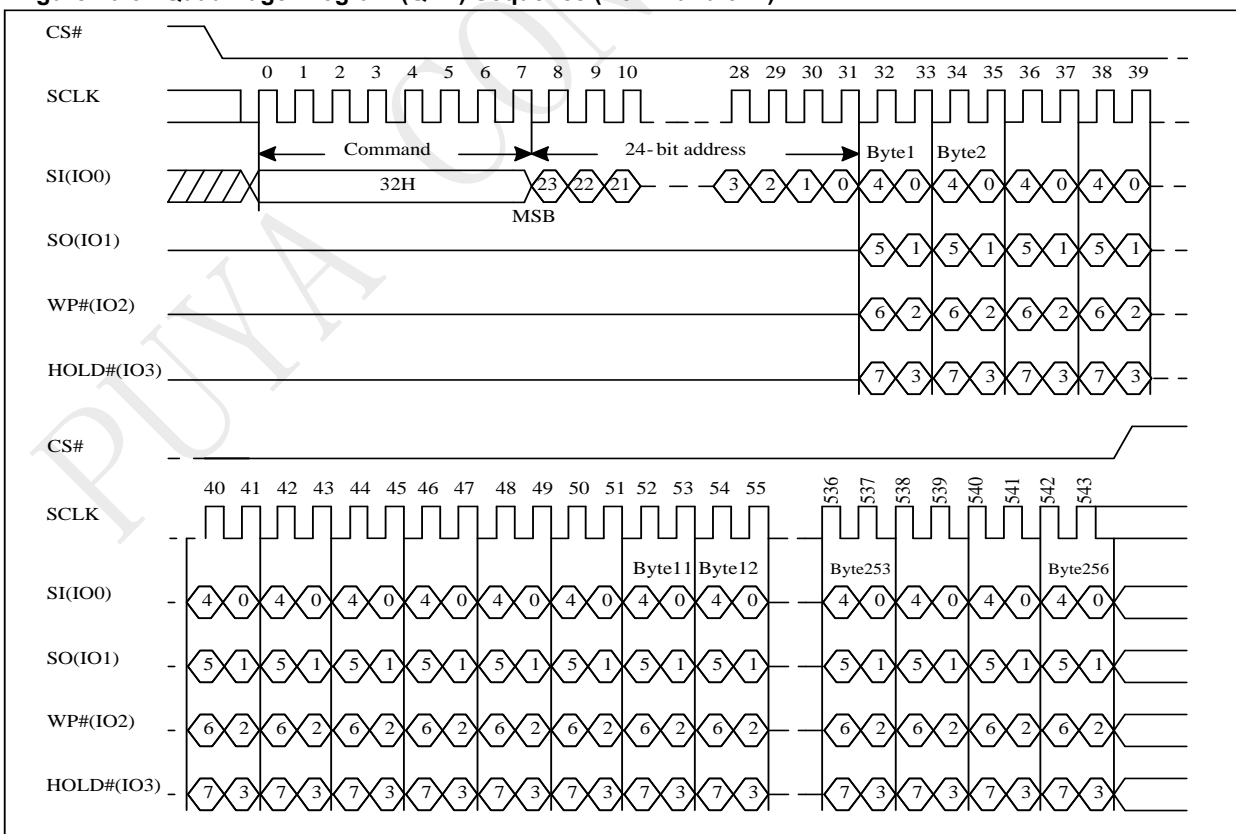 CS#
0 1 2 3 4 5 6 7 8 9 10 28 29 30 31 32 33 34 35 36 37 38 39
SCLK
Command 24-bit address Byte1 Byte2
SI(IO0) 32H 23 22 21 3 2 1 0 4 0 4 0 4 0 4 0
MSB
SO(IO1) 5 1 5 1 5 1 5 1
WP#(IO2) 6 2 6 2 6 2 6 2
HOLD#(IO3) 7 3 7 3 7 3 7 3
CS#
40 41 42 43 44 45 46 47 48 49 50 51 52 53 54 55 536 537 538 539 540 541 542 543
SCLK
Byte11 Byte12 Byte253 Byte256
SI(IO0) 4 0 4 0 4 0 4 0 4 0 4 0 4 0 4 0 4 0 4 0 4 0 4 0
SO(IO1) 5 1 5 1 5 1 5 1 5 1 5 1 5 1 5 1 5 1 5 1 5 1 5 1
WP#(IO2) 6 2 6 2 6 2 6 2 6 2 6 2 6 2 6 2 6 2 6 2 6 2 6 2
HOLD#(IO3) 7 3 7 3 7 3 7 3 7 3 7 3 7 3 7 3 7 3 7 3 7 3 7 3
PUYA CON